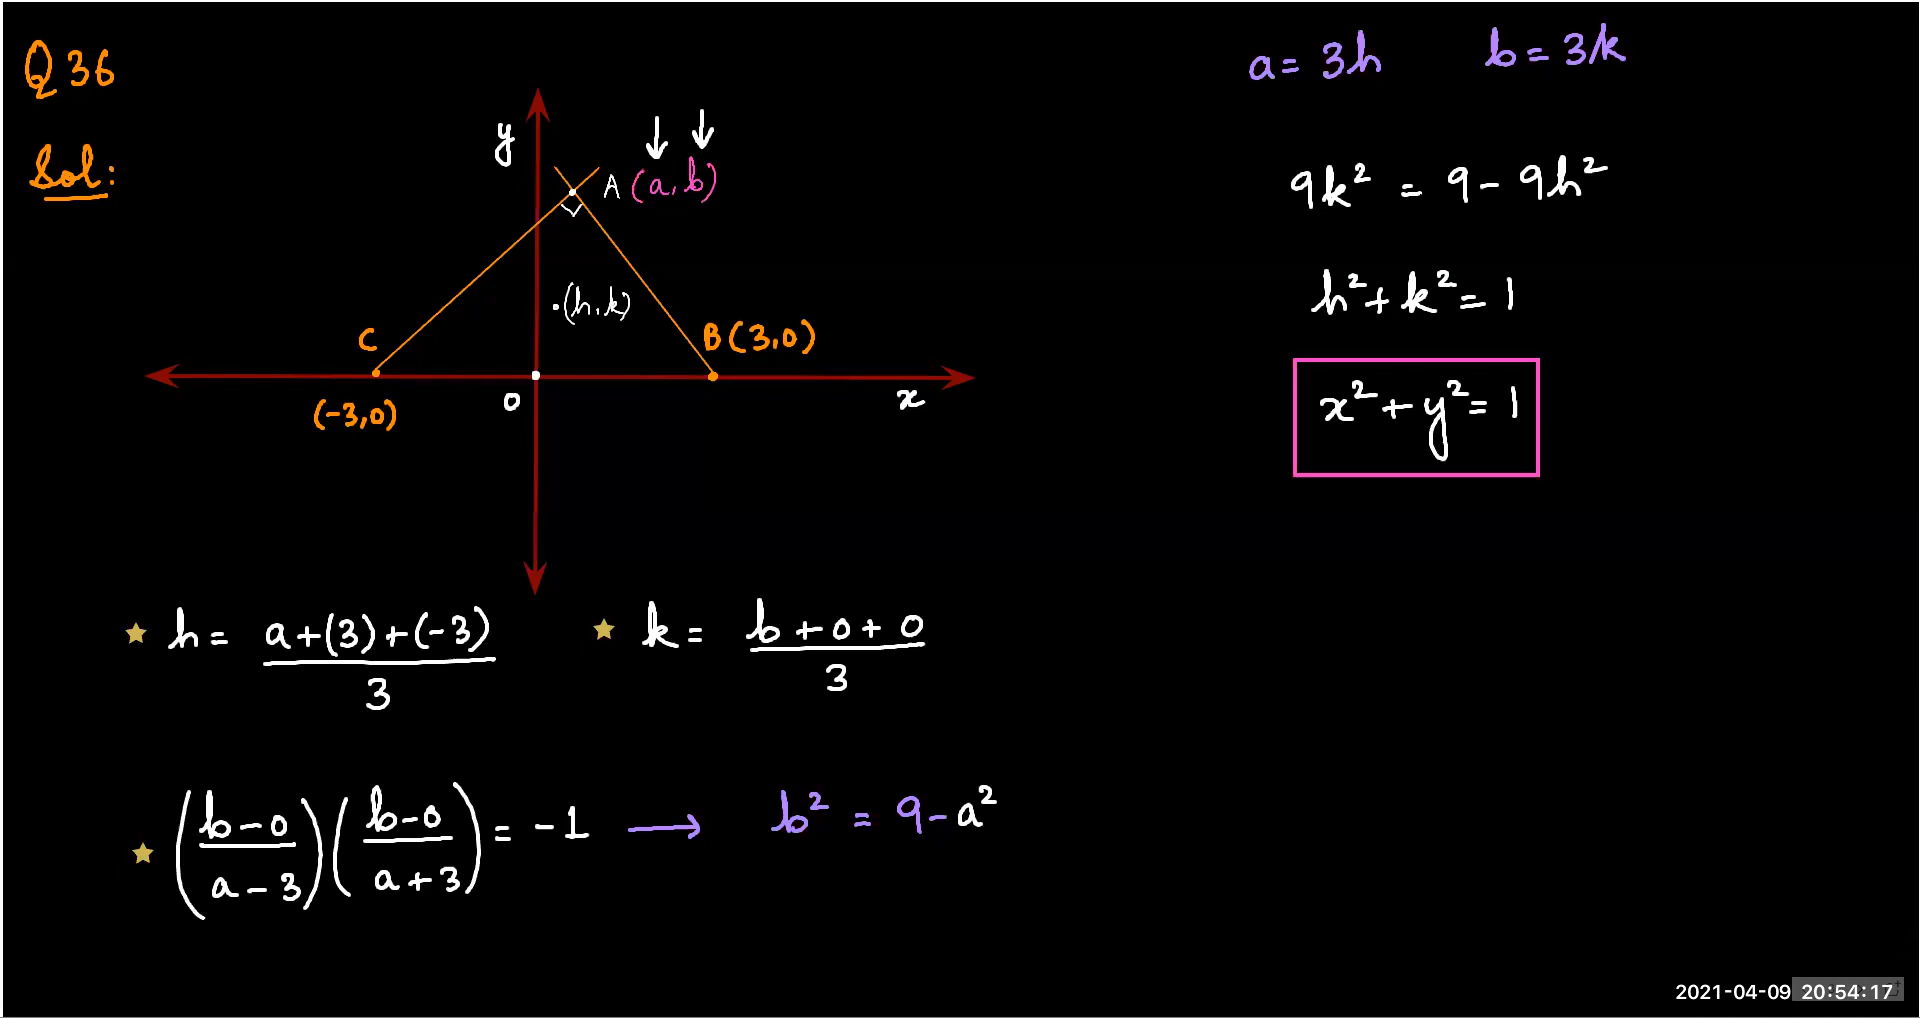 Q 36
Sol:
y
A (a, b)
.(h, k)
C
B (3,0)
(-3,0)
0
x
★ h = a+(3)+(-3) / 3
★ k = b + 0 + 0 / 3
★ (b-0 / a-3)(b-0 / a+3) = -1 ⟶ b² = 9-a²
a = 3h b = 3k
9k² = 9 - 9h²
h² + k² = 1
x² + y² = 1
2021-04-09 20:54:17